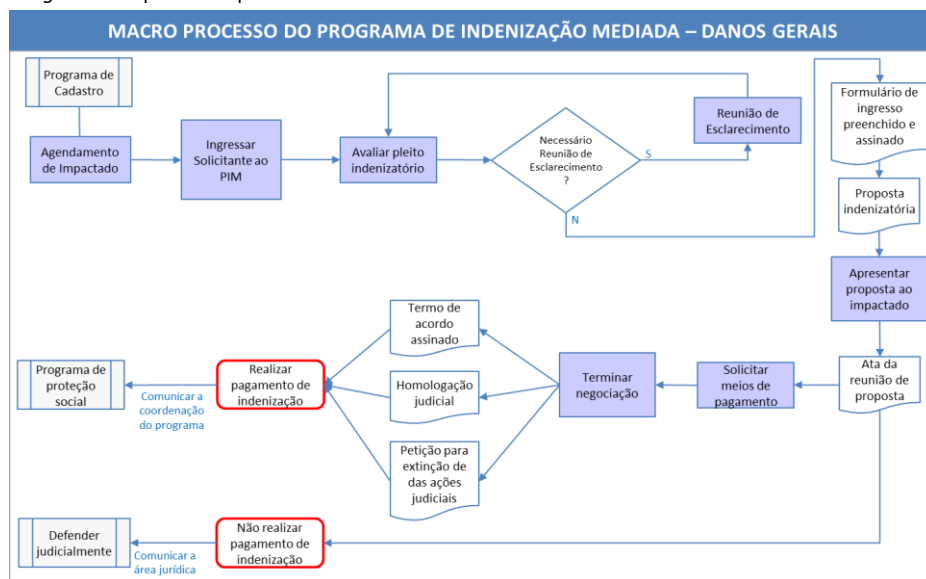 MACRO PROCESSO DO PROGRAMA DE INDENIZAÇÃO MEDIADA – DANOS GERAIS
Programa de
Cadastro
Agendamento
de Impactado
Ingressar
Solicitante ao
PIM
Avaliar pleito
indenizatório
Necessário
Reunião de
Esclarecimento
?
S
N
Reunião de
Esclarecimento
Formulário de
ingresso
preenchido e
assinado
Proposta
indenizatória
Apresentar
proposta ao
impactado
Ata da
reunião de
proposta
Solicitar
meios de
pagamento
Terminar
negociação
Termo de
acordo
assinado
Homologação
judicial
Petição para
extinção de
das ações
judiciais
Realizar
pagamento de
indenização
Comunicar a
coordenação
do programa
Programa de
proteção
social
Não realizar
pagamento de
indenização
Comunicar a
área jurídica
Defender
judicialmente